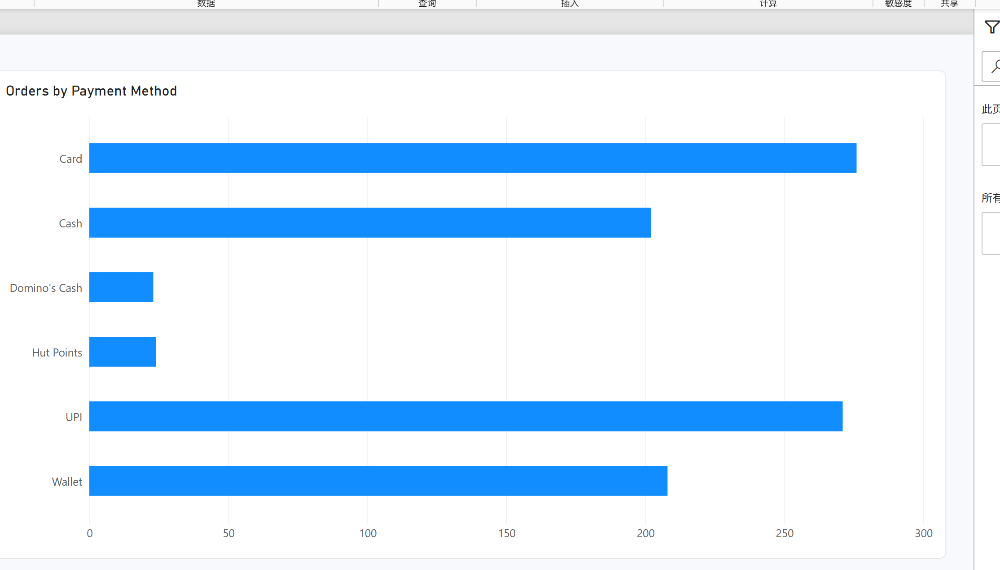 数据 查询 插入 计算 敏感度 共享
Orders by Payment Method
此页
所有
Card
Cash
Domino's Cash
Hut Points
UPI
Wallet
0 50 100 150 200 250 300